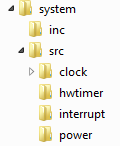 system
inc
src
clock
hwtimer
interrupt
power